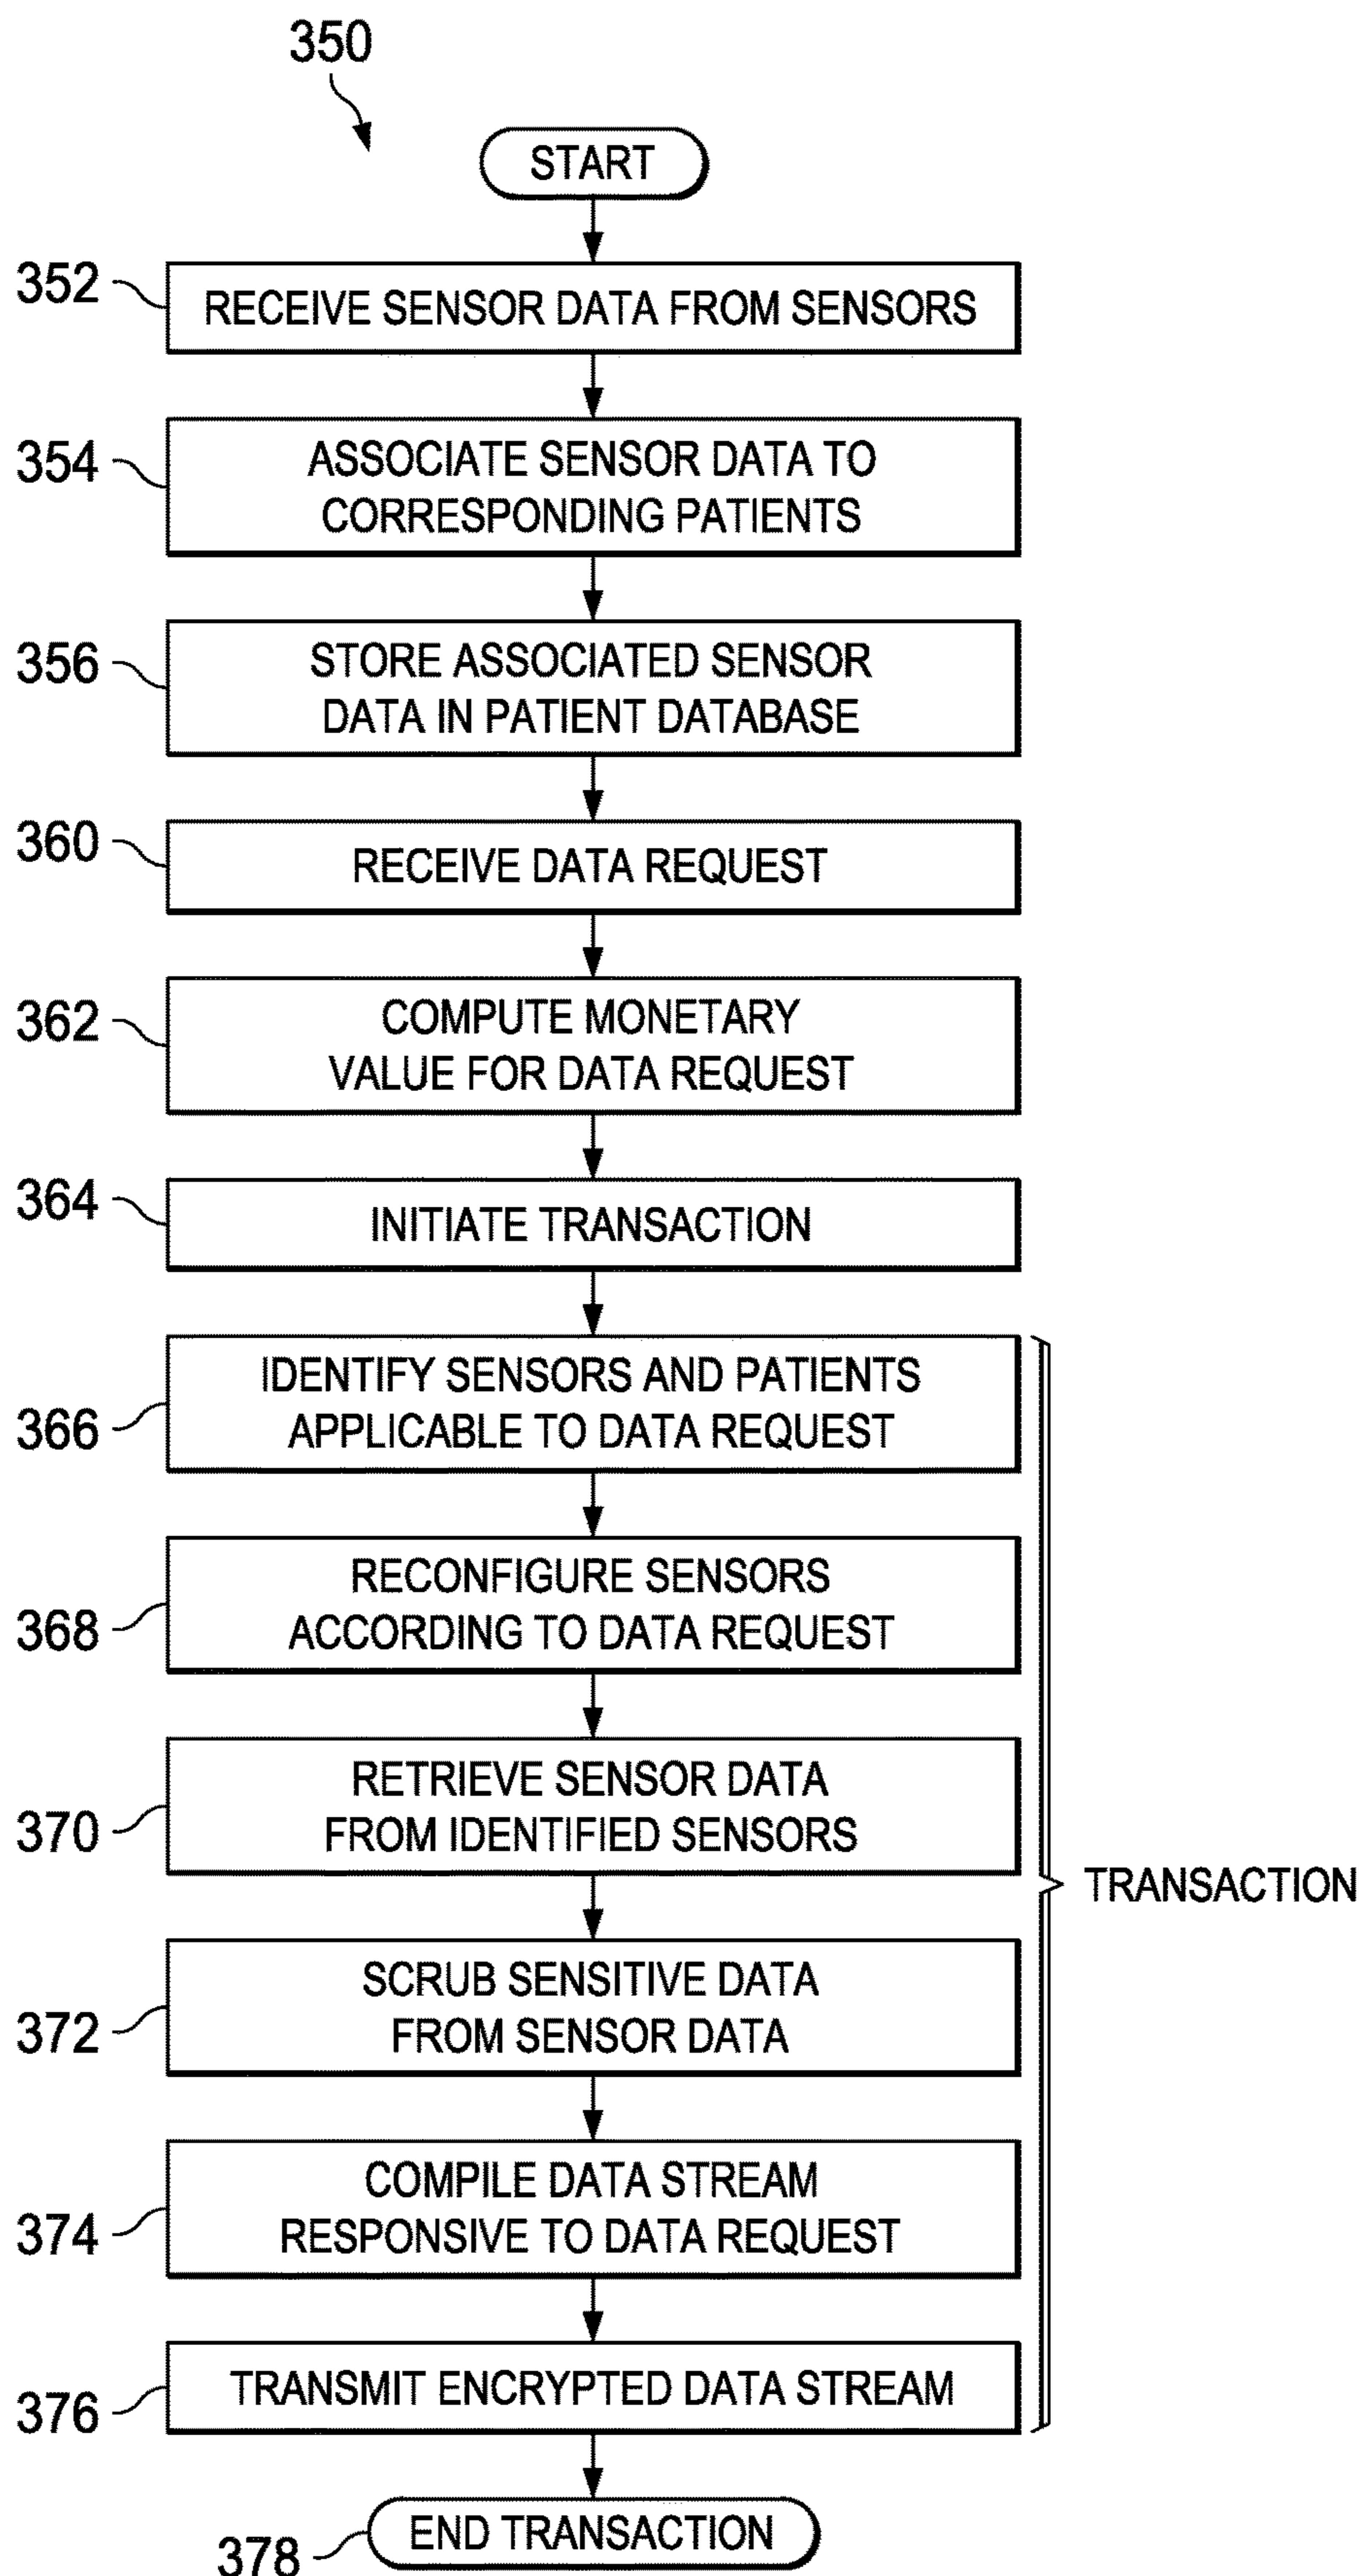 350
START
352
RECEIVE SENSOR DATA FROM SENSORS
354
ASSOCIATE SENSOR DATA TO
CORRESPONDING PATIENTS
356
STORE ASSOCIATED SENSOR
DATA IN PATIENT DATABASE
360
RECEIVE DATA REQUEST
362
COMPUTE MONETARY
VALUE FOR DATA REQUEST
364
INITIATE TRANSACTION
366
IDENTIFY SENSORS AND PATIENTS
APPLICABLE TO DATA REQUEST
368
RECONFIGURE SENSORS
ACCORDING TO DATA REQUEST
370
RETRIEVE SENSOR DATA
FROM IDENTIFIED SENSORS
TRANSACTION
372
SCRUB SENSITIVE DATA
FROM SENSOR DATA
374
COMPILE DATA STREAM
RESPONSIVE TO DATA REQUEST
376
TRANSMIT ENCRYPTED DATA STREAM
378
END TRANSACTION